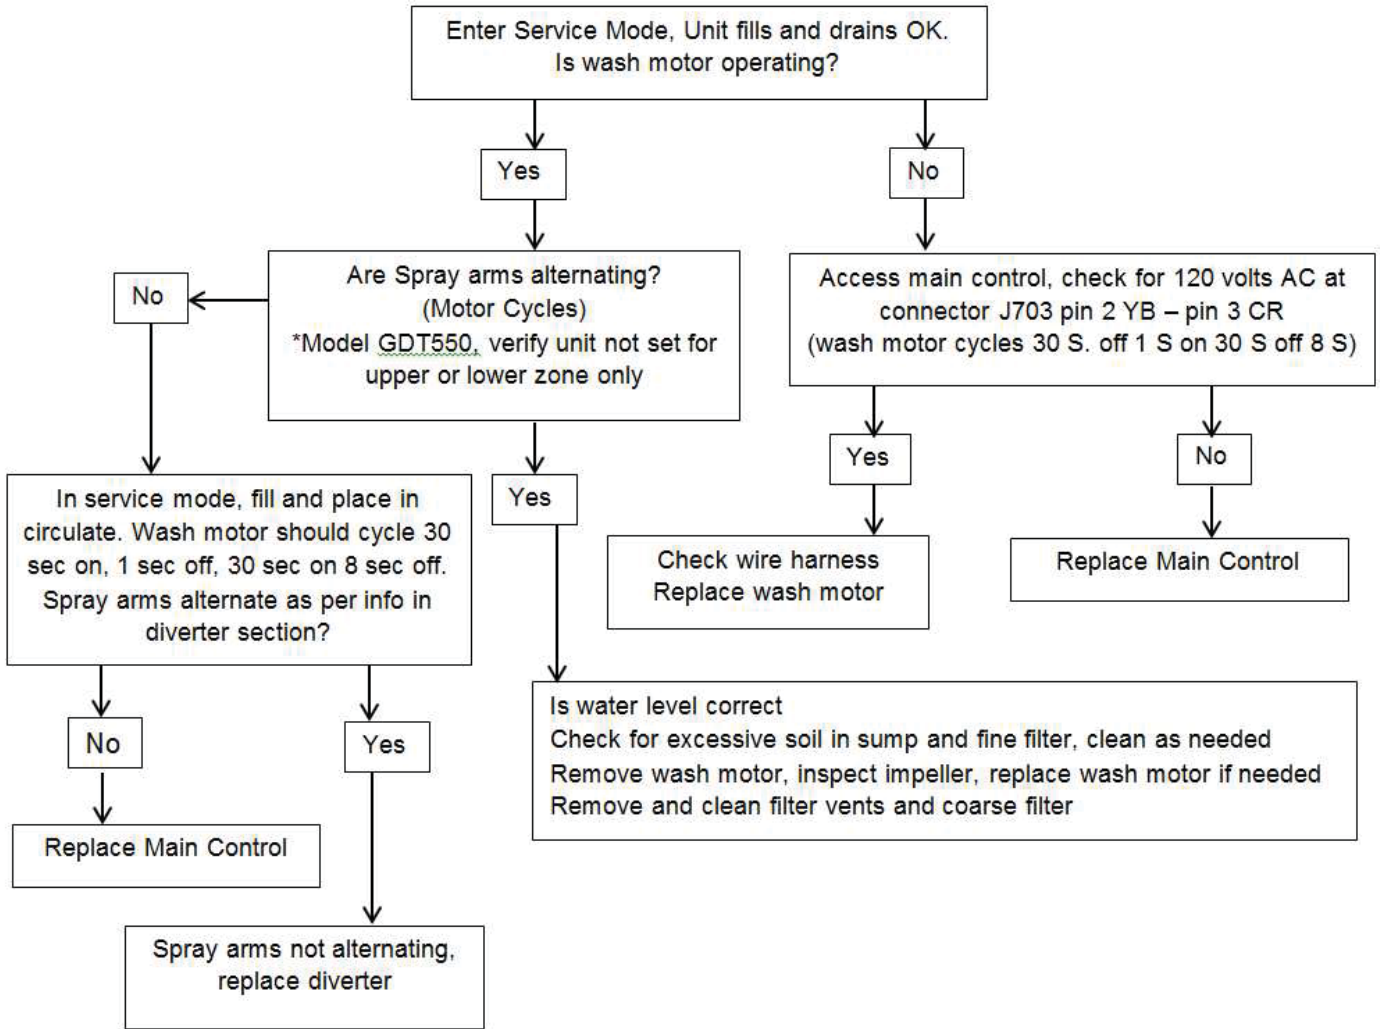 Enter Service Mode, Unit fills and drains OK.
Is wash motor operating?
Yes
No
Are Spray arms alternating?
(Motor Cycles)
*Model GDT550, verify unit not set for
upper or lower zone only
No
Access main control, check for 120 volts AC at
connector J703 pin 2 YB – pin 3 CR
(wash motor cycles 30 S. off 1 S on 30 S off 8 S)
Yes
No
Yes
In service mode, fill and place in
circulate. Wash motor should cycle 30
sec on, 1 sec off, 30 sec on 8 sec off.
Spray arms alternate as per info in
diverter section?
Check wire harness
Replace wash motor
Replace Main Control
Is water level correct
Check for excessive soil in sump and fine filter, clean as needed
Remove wash motor, inspect impeller, replace wash motor if needed
Remove and clean filter vents and coarse filter
No
Yes
Replace Main Control
Spray arms not alternating,
replace diverter